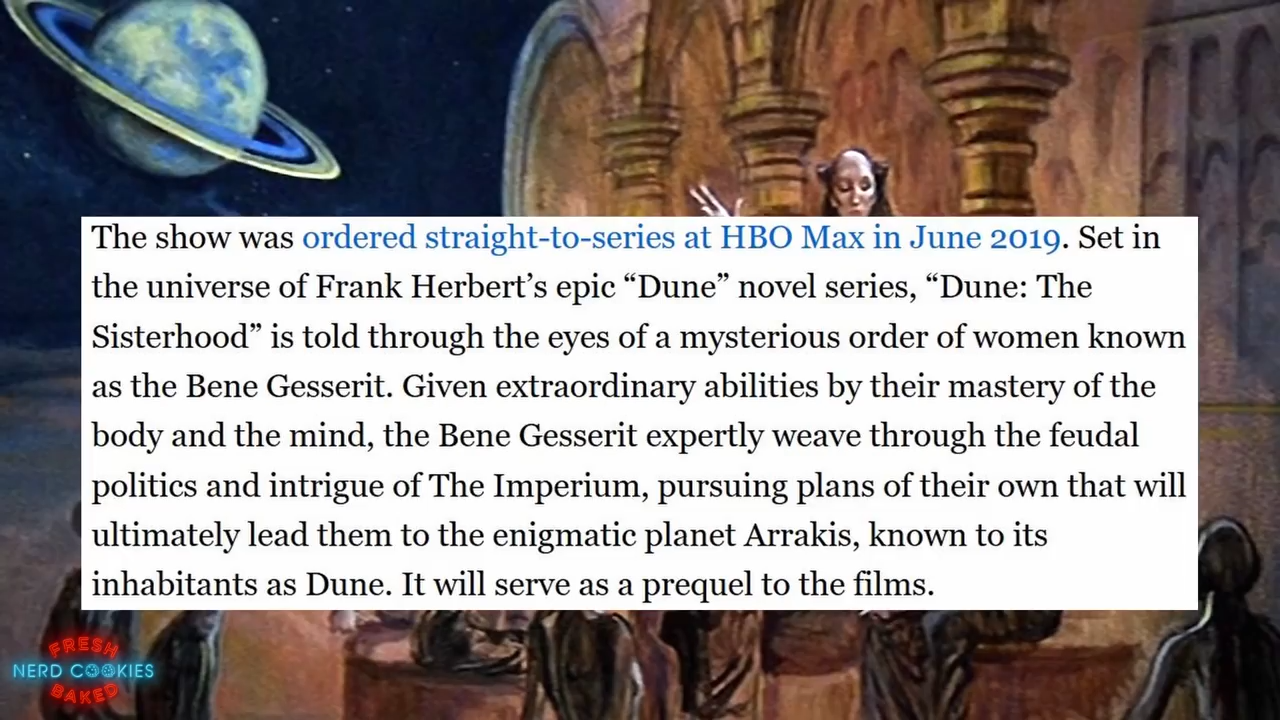 The show was ordered straight-to-series at HBO Max in June 2019. Set in
the universe of Frank Herbert’s epic “Dune” novel series, “Dune: The
Sisterhood” is told through the eyes of a mysterious order of women known
as the Bene Gesserit. Given extraordinary abilities by their mastery of the
body and the mind, the Bene Gesserit expertly weave through the feudal
politics and intrigue of The Imperium, pursuing plans of their own that will
ultimately lead them to the enigmatic planet Arrakis, known to its
inhabitants as Dune. It will serve as a prequel to the films.
FRESH
NERD COOKIES
BAKED